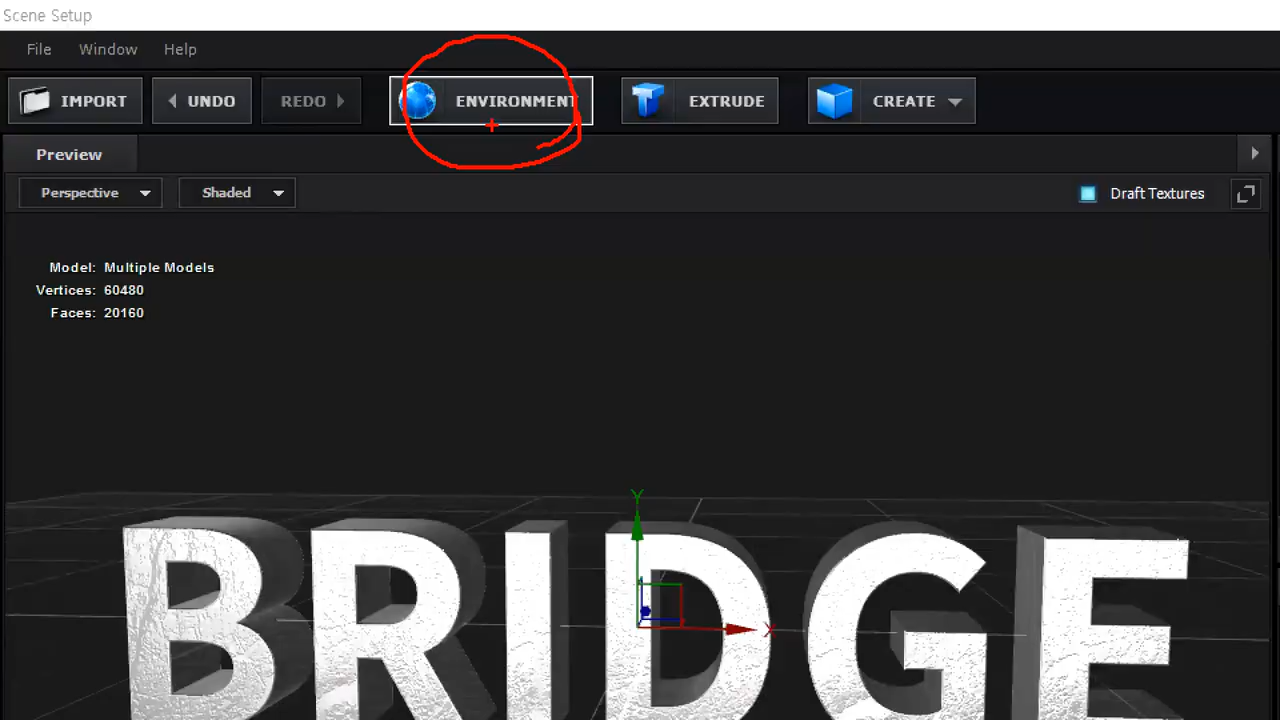 Scene Setup
File Window Help
IMPORT UNDO REDO ENVIRONMENT EXTRUDE CREATE
Preview
Perspective Shaded Draft Textures
Model: Multiple Models
Vertices: 60480
Faces: 20160
Y
BRIDGE
X